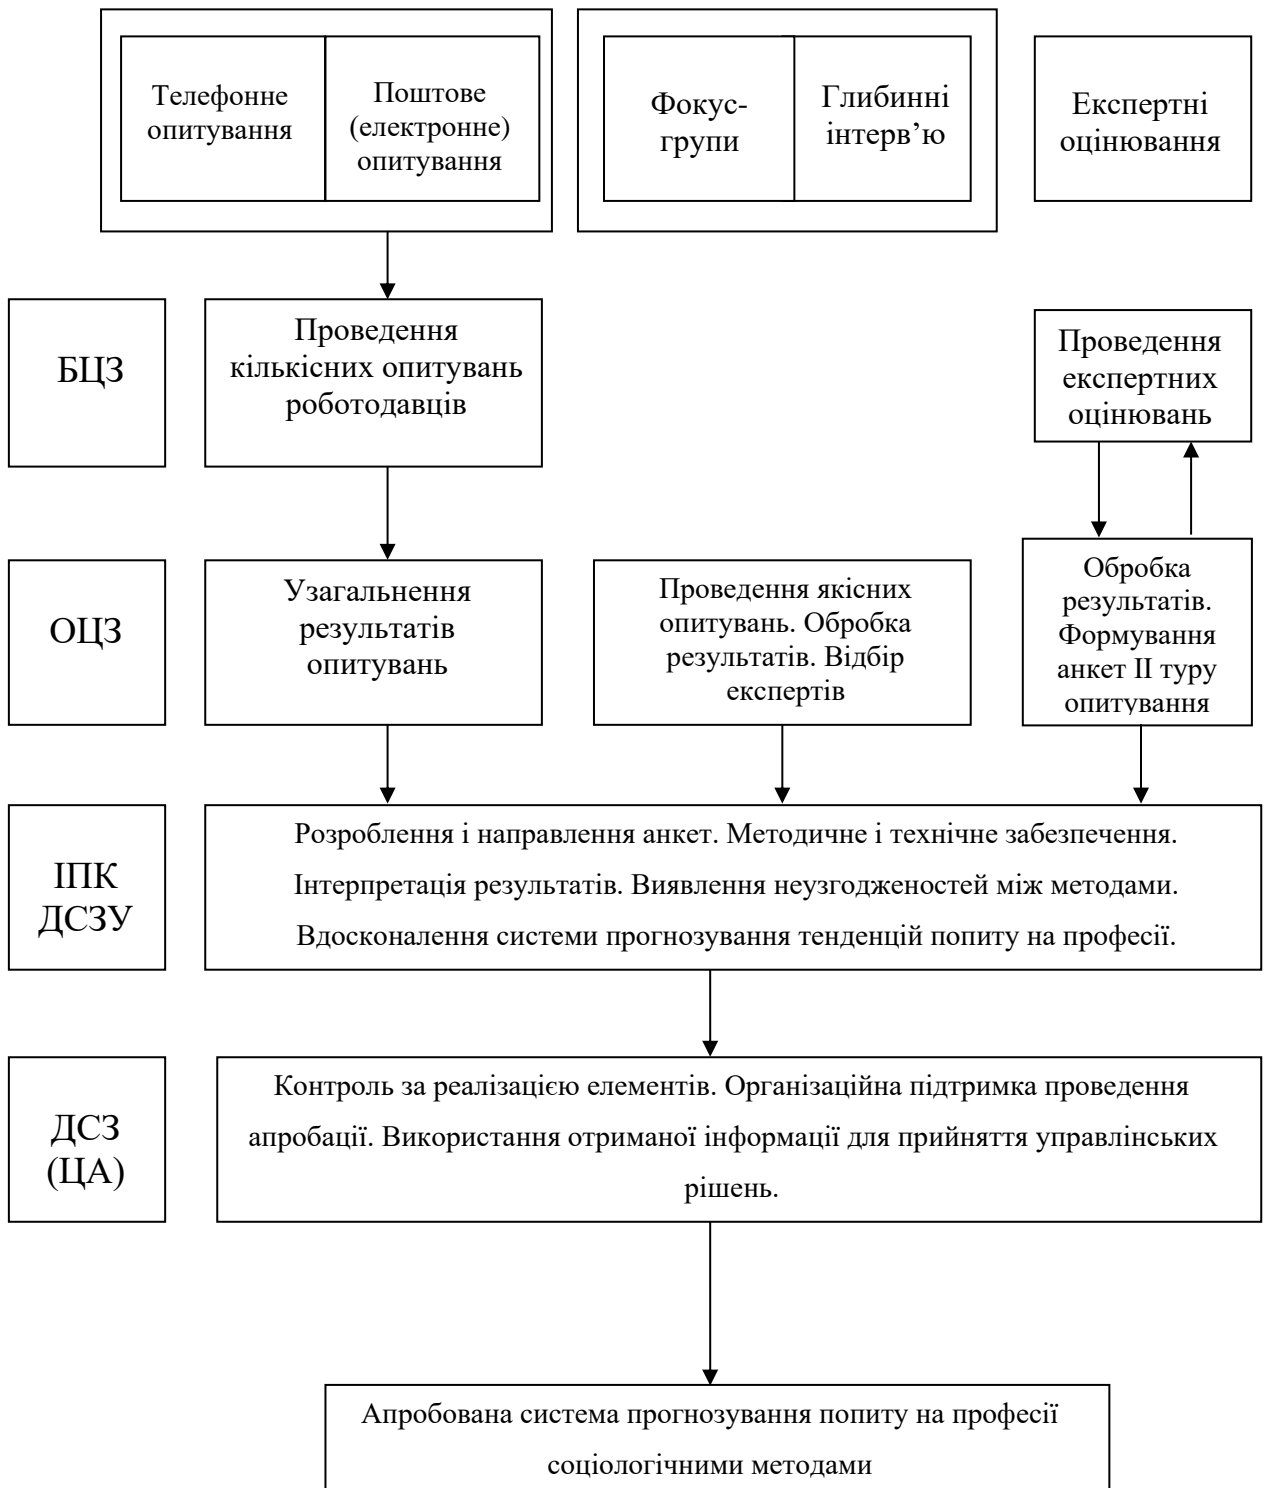 Телефонне
опитування
Поштове
(електронне)
опитування
Фокус-
групи
Глибинні
інтерв’ю
Експертні
оцінювання
БЦЗ
Проведення
кількісних опитувань
роботодавців
Проведення
експертних
оцінювань
ОЦЗ
Узагальнення
результатів
опитувань
Проведення якісних
опитувань. Обробка
результатів. Відбір
експертів
Обробка
результатів.
Формування
анкет ІІ туру
опитування
ІПК
ДСЗУ
Розроблення і направлення анкет. Методичне і технічне забезпечення.
Інтерпретація результатів. Виявлення неузгодженостей між методами.
Вдосконалення системи прогнозування тенденцій попиту на професії.
ДСЗ
(ЦА)
Контроль за реалізацією елементів. Організаційна підтримка проведення
апробації. Використання отриманої інформації для прийняття управлінських
рішень.
Апробована система прогнозування попиту на професії
соціологічними методами